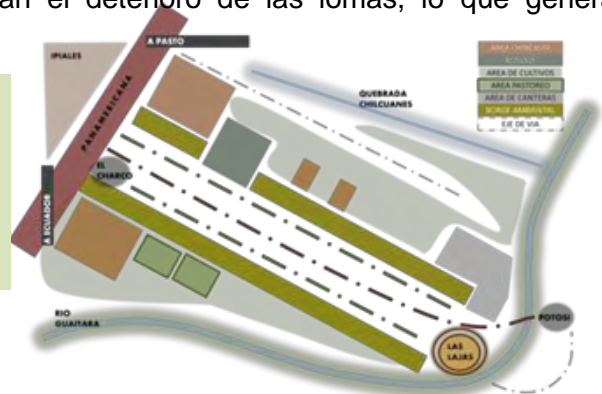 an el deterioro de las lomas, lo que genera
A PASTO
IPIALES
PANAMERICANA
QUEBRADA
CHILCUANES
AREA DE CULTIVOS
AREA PASTOREO
AREA DE CANTERAS
BORDE AMBIENTAL
EJE DE VIA
EL
CHARCO
A ECUADOR
RIO
GUAITARA
POTOSI
LAS
LAJAS